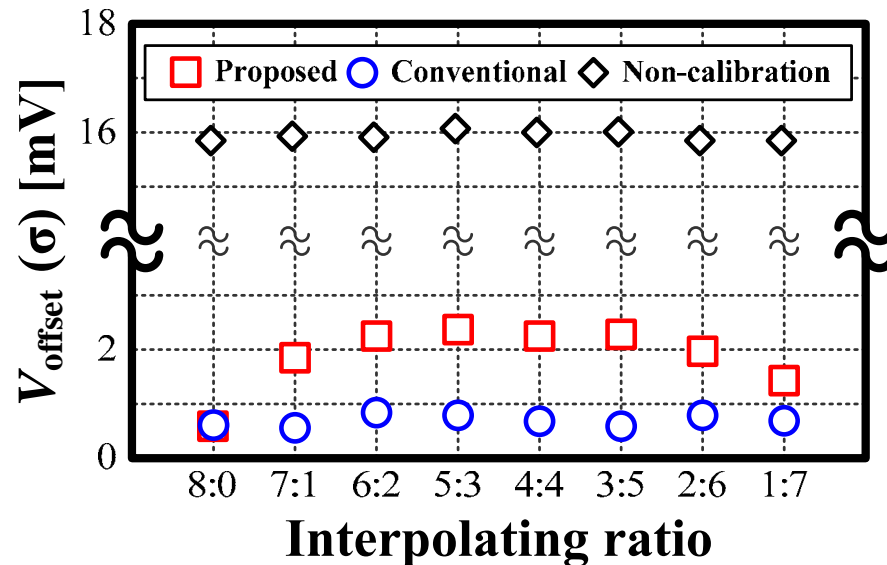 18
Proposed Conventional Non-calibration
16
2
0
Voffset (σ) [mV]
8:0 7:1 6:2 5:3 4:4 3:5 2:6 1:7
Interpolating ratio